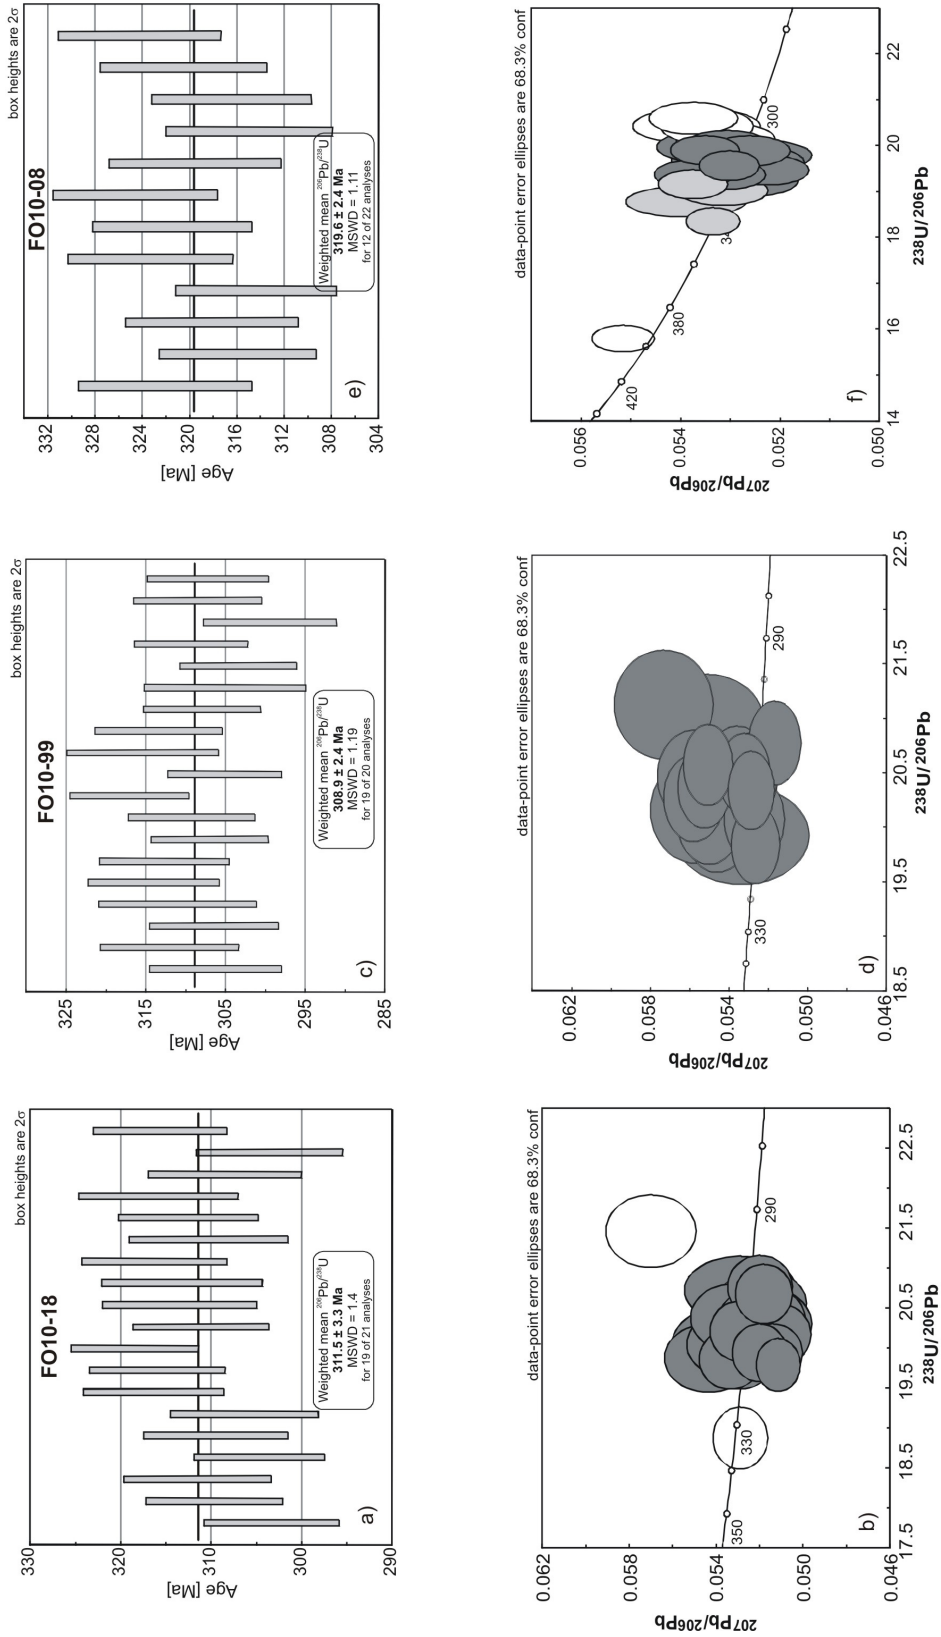 FO10-18
box heights are 2σ
330
320
310
300
290
Age [Ma]
a)
Weighted mean ²⁰⁶Pb/²³⁸U
311.5 ± 3.3 Ma
MSWD = 1.4
for 19 of 21 analyses
FO10-99
box heights are 2σ
325
315
305
295
285
Age [Ma]
c)
Weighted mean ²⁰⁶Pb/²³⁸U
308.9 ± 2.4 Ma
MSWD = 1.19
for 19 of 20 analyses
FO10-08
box heights are 2σ
332
328
324
320
316
312
308
304
Age [Ma]
e)
Weighted mean ²⁰⁶Pb/²³⁸U
319.6 ± 2.4 Ma
MSWD = 1.11
for 12 of 22 analyses
data-point error ellipses are 68.3% conf
0.062
0.058
0.054
0.050
0.046
²⁰⁷Pb/²⁰⁶Pb
b)
350
330
290
17.5
18.5
19.5
20.5
21.5
22.5
²³⁸U/²⁰⁶Pb
data-point error ellipses are 68.3% conf
0.062
0.058
0.054
0.050
0.046
²⁰⁷Pb/²⁰⁶Pb
d)
330
290
18.5
19.5
20.5
21.5
22.5
²³⁸U/²⁰⁶Pb
data-point error ellipses are 68.3% conf
0.056
0.054
0.052
0.050
²⁰⁷Pb/²⁰⁶Pb
f)
420
380
300
14
16
18
20
22
²³⁸U/²⁰⁶Pb